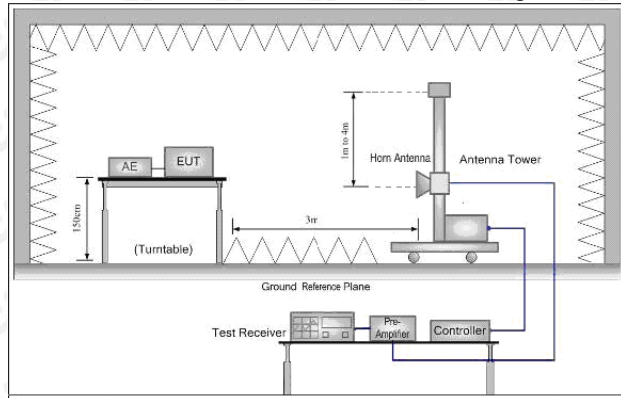 1m to 4m
Horn Antenna
Antenna Tower
AE
EUT
150cm
(Turntable)
3m
Ground Reference Plane
Test Receiver
Pre-
Amplifier
Controller